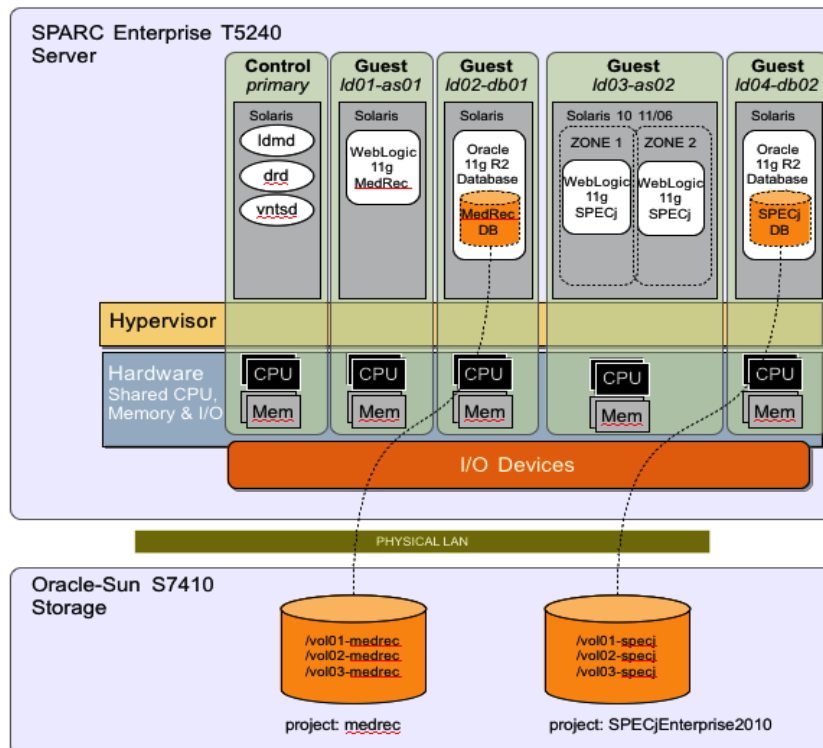 SPARC Enterprise T5240
Server
Control
primary
Solaris
ldmd
drd
vntsd
Guest
ld01-as01
Solaris
WebLogic
11g
MedRec
Guest
ld02-db01
Solaris
Oracle
11g R2
Database
MedRec
DB
Guest
ld03-as02
Solaris 10 11/06
ZONE 1
WebLogic
11g
SPECj
ZONE 2
WebLogic
11g
SPECj
Guest
ld04-db02
Solaris
Oracle
11g R2
Database
SPECj
DB
Hypervisor
Hardware
Shared CPU,
Memory & I/O
CPU
Mem
CPU
Mem
CPU
Mem
CPU
Mem
CPU
Mem
I/O Devices
PHYSICAL LAN
Oracle-Sun S7410
Storage
/vol01-medrec
/vol02-medrec
/vol03-medrec
project: medrec
/vol01-specj
/vol02-specj
/vol03-specj
project: SPECjEnterprise2010